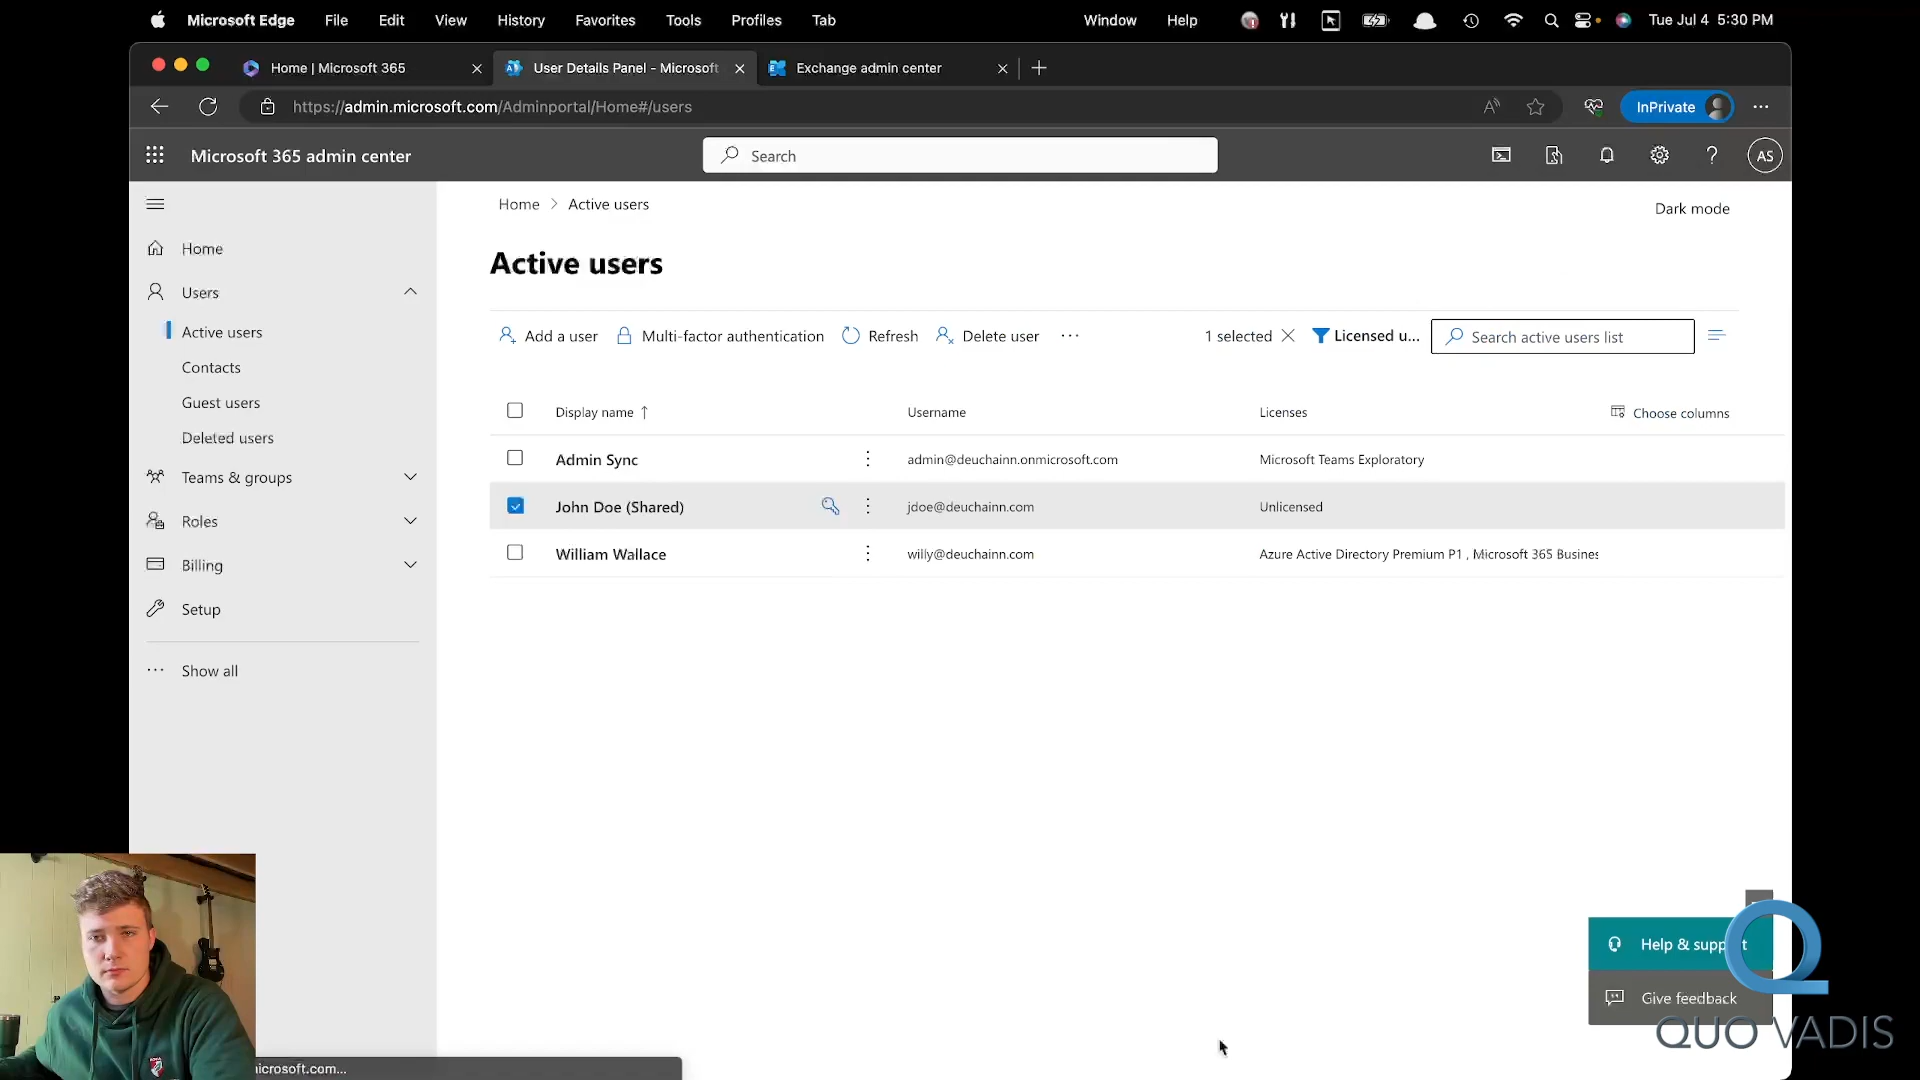 Microsoft Edge File Edit View History Favorites Tools Profiles Tab Window Help Tue Jul 4 5:30 PM
Home | Microsoft 365 User Details Panel - Microsoft Exchange admin center
https://admin.microsoft.com/Adminportal/Home#/users InPrivate
Microsoft 365 admin center Search AS
Home > Active users Dark mode
Home
Active users
Users
Active users
Contacts
Guest users
Deleted users
Teams & groups
Roles
Billing
Setup
Show all
Add a user Multi-factor authentication Refresh Delete user 1 selected Licensed u... Search active users list
Display name ↑ Username Licenses Choose columns
Admin Sync admin@deuchainn.onmicrosoft.com Microsoft Teams Exploratory
John Doe (Shared) jdoe@deuchainn.com Unlicensed
William Wallace willy@deuchainn.com Azure Active Directory Premium P1 , Microsoft 365 Busines
Help & supp t
Give feedback
QUO VADIS
icrosoft.com...